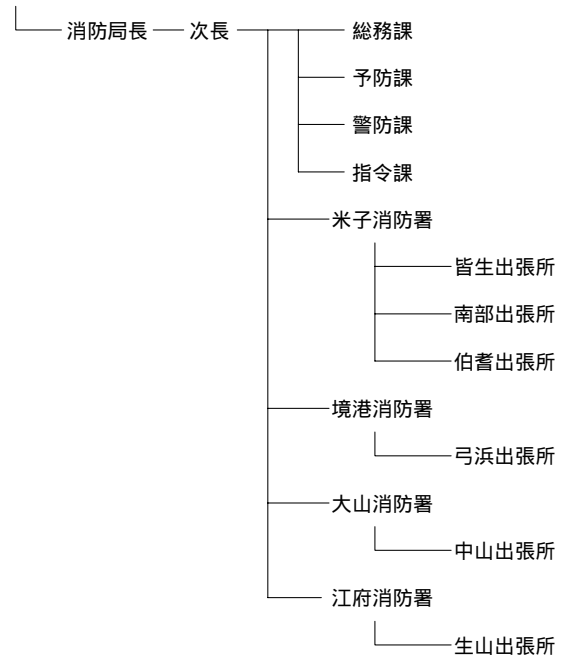 消防局長 次長 総務課
予防課
警防課
指令課
米子消防署
皆生出張所
南部出張所
伯耆出張所
境港消防署
弓浜出張所
大山消防署
中山出張所
江府消防署
生山出張所